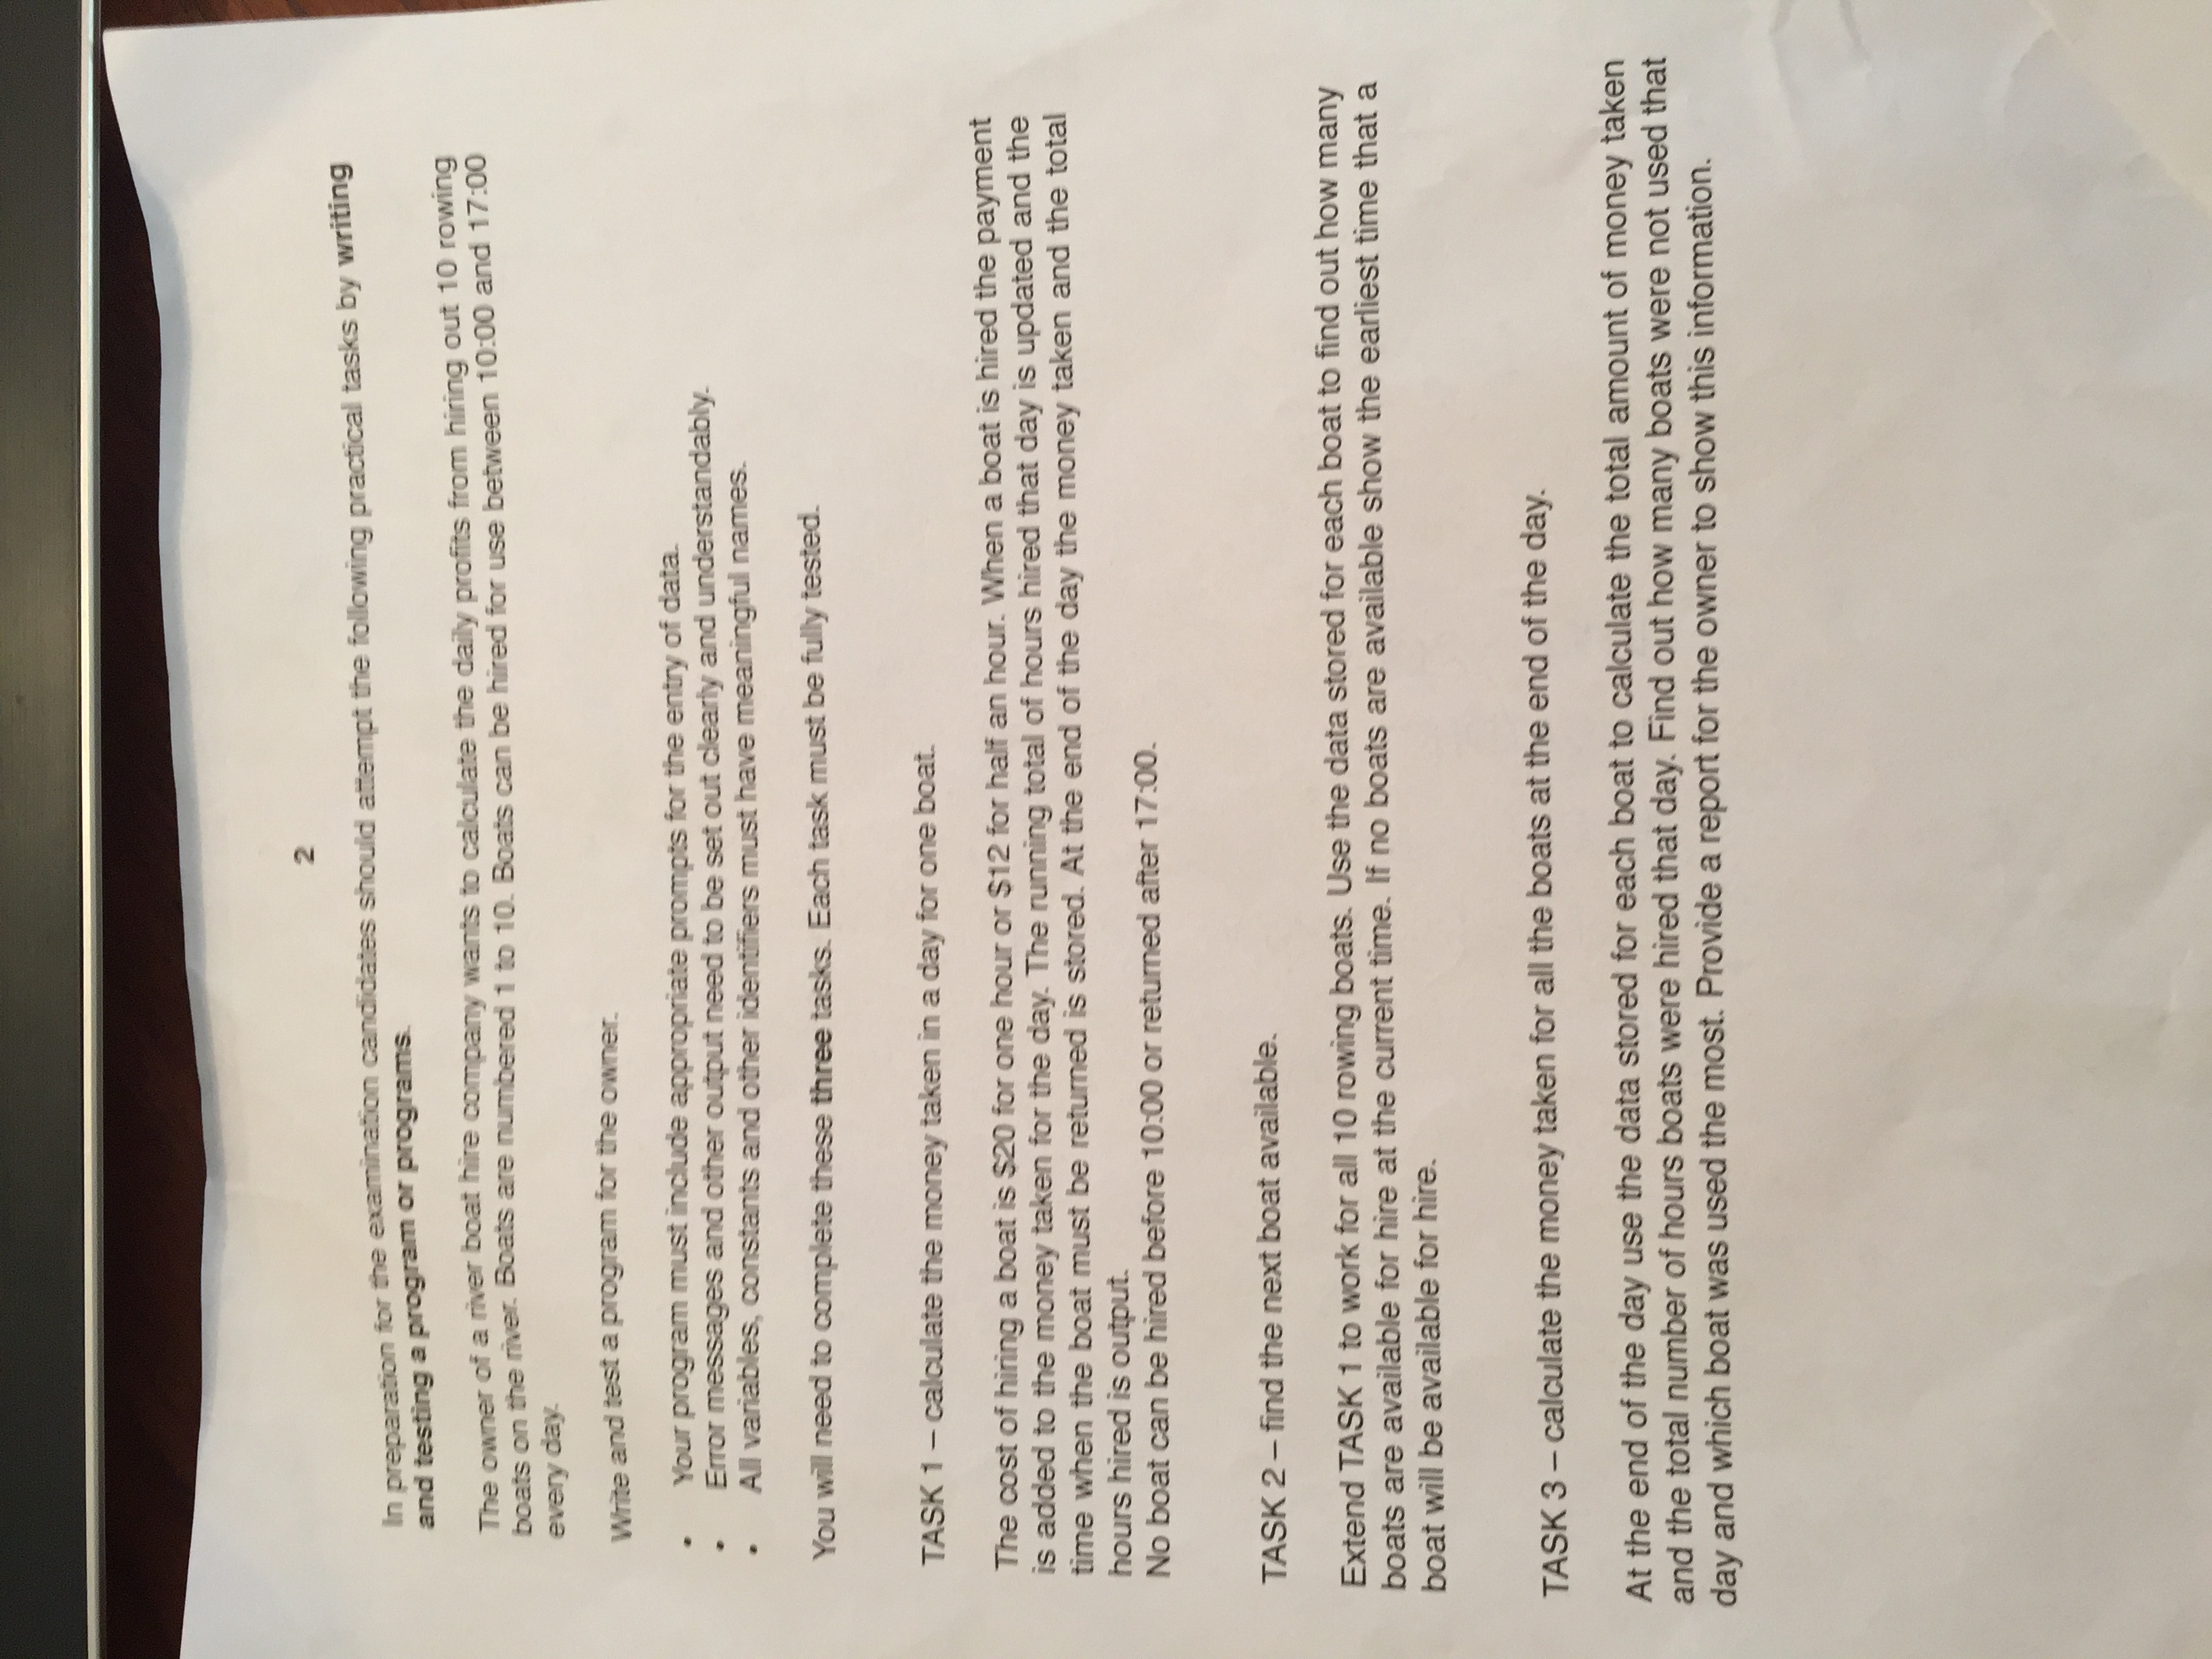 2
In preparation for the examination candidates should attempt the following practical tasks by writing
and testing a program or programs.
The owner of a river boat hire company wants to calculate the daily profits from hiring out 10 rowing
boats on the river. Boats are numbered 1 to 10. Boats can be hired for use between 10:00 and 17:00
every day.
Write and test a program for the owner.
• Your program must include appropriate prompts for the entry of data.
• Error messages and other output need to be set out clearly and understandably.
• All variables, constants and other identifiers must have meaningful names.
You will need to complete these three tasks. Each task must be fully tested.
TASK 1 – calculate the money taken in a day for one boat.
The cost of hiring a boat is $20 for one hour or $12 for half an hour. When a boat is hired the payment
is added to the money taken for the day. The running total of hours hired that day is updated and the
time when the boat must be returned is stored. At the end of the day the money taken and the total
hours hired is output.
No boat can be hired before 10:00 or returned after 17:00.
TASK 2 – find the next boat available.
Extend TASK 1 to work for all 10 rowing boats. Use the data stored for each boat to find out how many
boats are available for hire at the current time. If no boats are available show the earliest time that a
boat will be available for hire.
TASK 3 – calculate the money taken for all the boats at the end of the day.
At the end of the day use the data stored for each boat to calculate the total amount of money taken
and the total number of hours boats were hired that day. Find out how many boats were not used that
day and which boat was used the most. Provide a report for the owner to show this information.